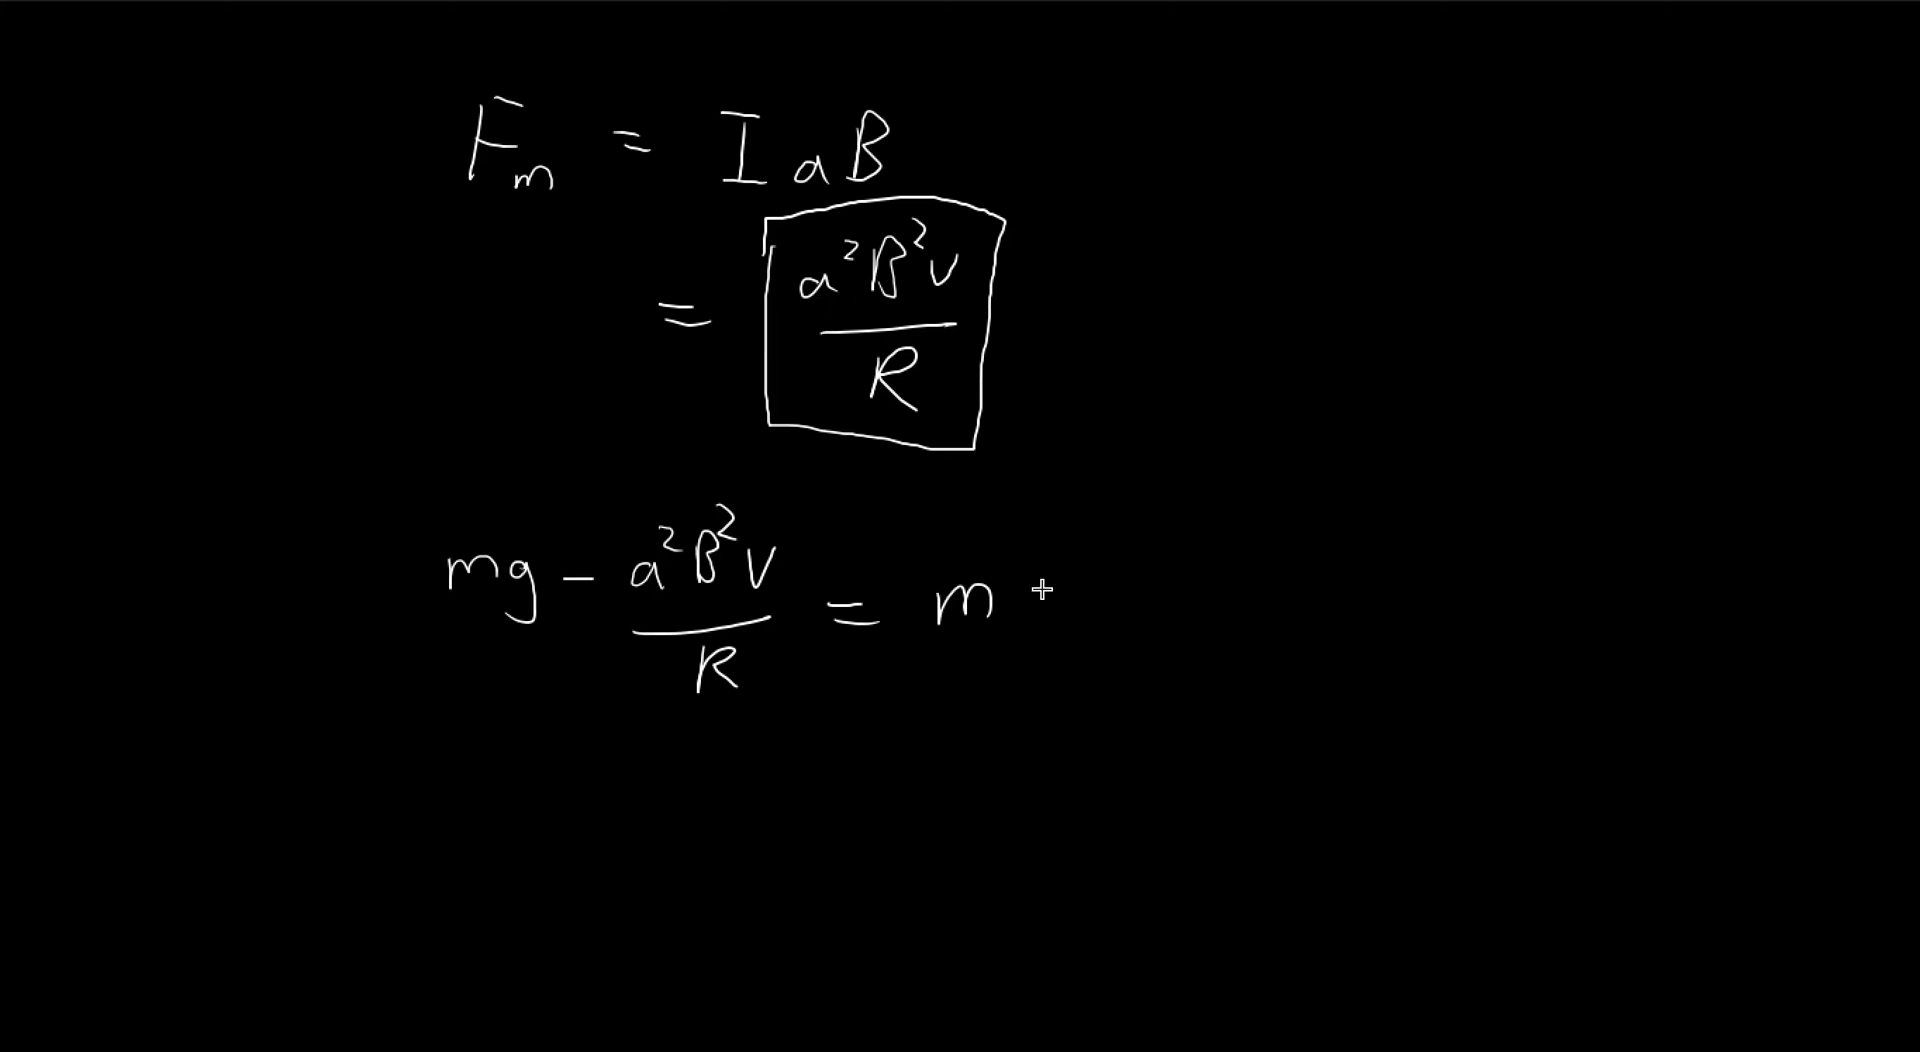 F_m = I a B
= a²B²v / R
mg - a²B²v / R = m